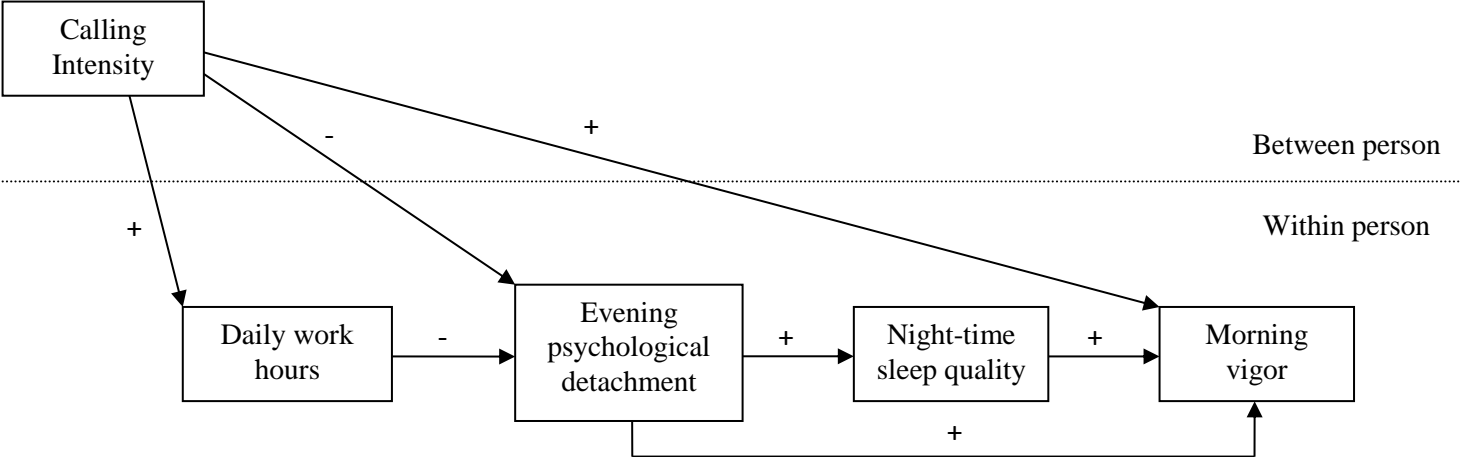 Calling
Intensity
-
+
Between person
+
Within person
Daily work
hours
-
Evening
psychological
detachment
+
Night-time
sleep quality
+
Morning
vigor
+